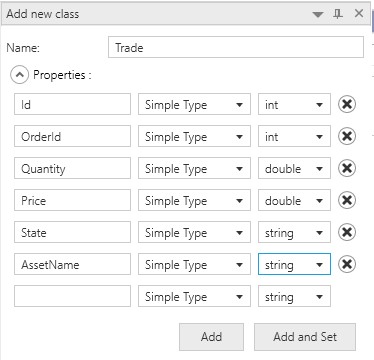 Add new class
Name: Trade
Properties :
Id Simple Type int
OrderId Simple Type int
Quantity Simple Type double
Price Simple Type double
State Simple Type string
AssetName Simple Type string
Simple Type string
Add Add and Set